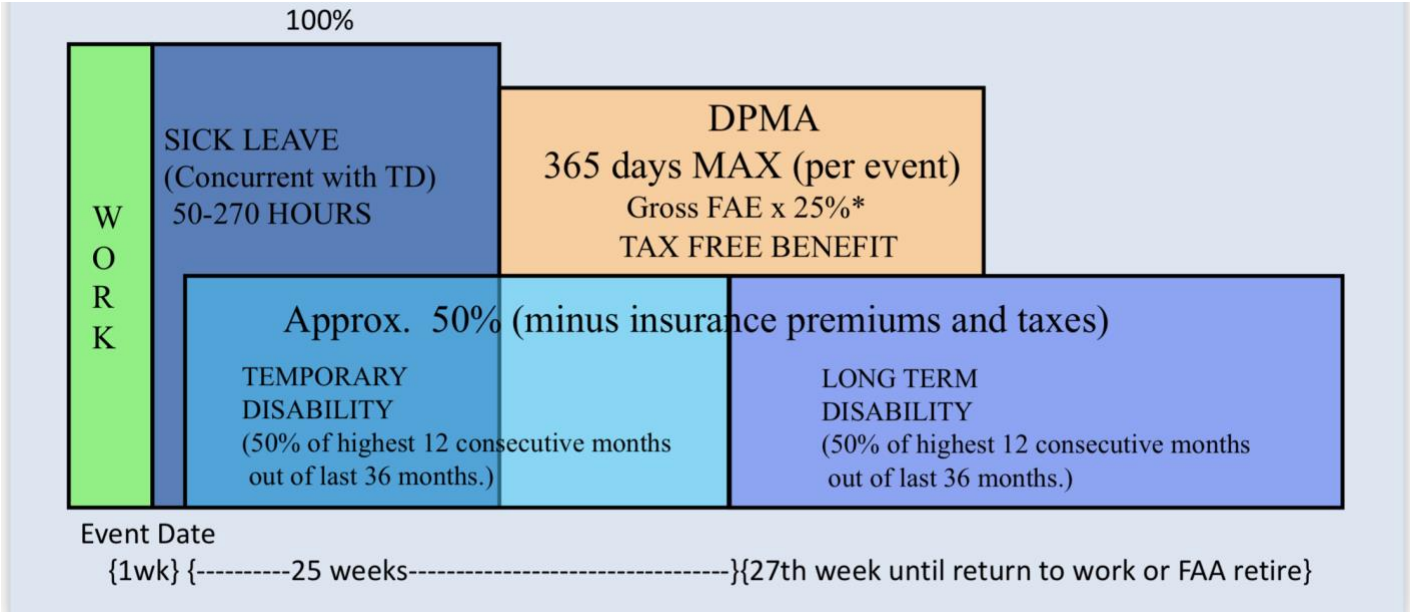 100%
W
O
R
K
SICK LEAVE
(Concurrent with TD)
50-270 HOURS
DPMA
365 days MAX (per event)
Gross FAE x 25%*
TAX FREE BENEFIT
Approx. 50% (minus insurance premiums and taxes)
TEMPORARY
DISABILITY
(50% of highest 12 consecutive months
out of last 36 months.)
LONG TERM
DISABILITY
(50% of highest 12 consecutive months
out of last 36 months.)
Event Date
{1wk} {----------25 weeks----------------------------------}{27th week until return to work or FAA retire}